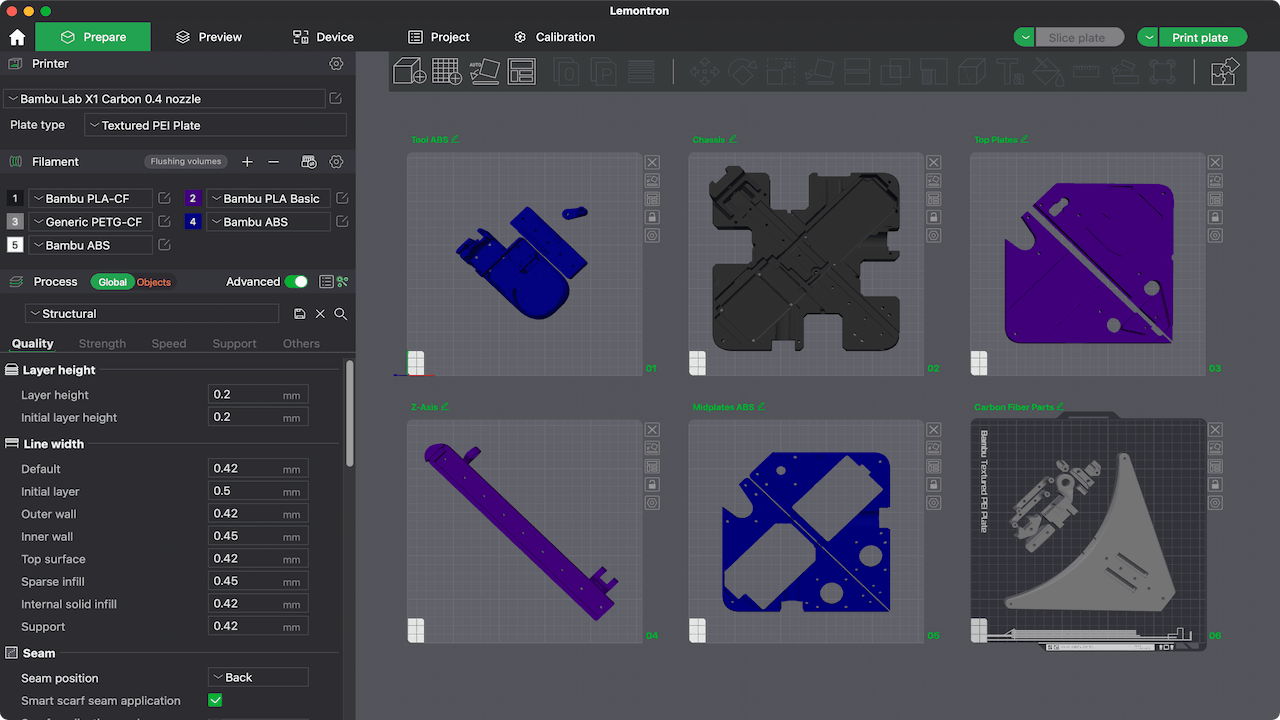 Lemontron
Prepare Preview Device Project Calibration Slice plate Print plate
Printer
Bambu Lab X1 Carbon 0.4 nozzle
Plate type Textured PEI Plate
Filament Flushing volumes
1 Bambu PLA-CF 2 Bambu PLA Basic
3 Generic PETG-CF 4 Bambu ABS
5 Bambu ABS
Process Global Objects Advanced
Structural
Quality Strength Speed Support Others
Layer height
Layer height 0.2 mm
Initial layer height 0.2 mm
Line width
Default 0.42 mm
Initial layer 0.5 mm
Outer wall 0.42 mm
Inner wall 0.45 mm
Top surface 0.42 mm
Sparse infill 0.45 mm
Internal solid infill 0.42 mm
Support 0.42 mm
Seam
Seam position Back
Smart scarf seam application
AUTO
Tool ABS
01
Chassis
02
Top Plates
03
Z-Axis
04
Midplates ABS
05
Carbon Fiber Parts
Bambu Textured PEI Plate
06